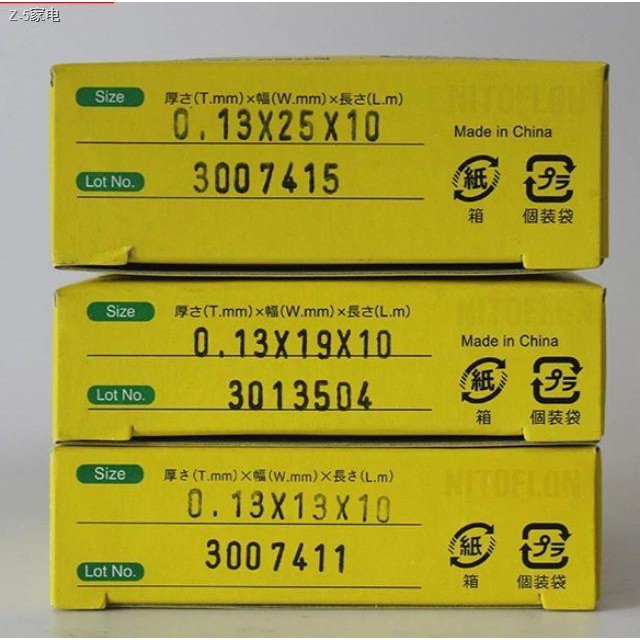 Z-5家电
NITOFLON
Size 厚さ(T.mm)×幅(W.mm)×長さ(L.m)
0.13X25X10
Made in China
Lot No. 3007415
紙 プラ
箱 個装袋
Size 厚さ(T.mm)×幅(W.mm)×長さ(L.m)
NITOFLON
0.13X19X10
Made in China
Lot No. 3013504
紙 プラ
箱 個装袋
Size 厚さ(T.mm)×幅(W.mm)×長さ(L.m)
NITOFLON
0.13X13X10
Lot No. 3007411
紙 プラ
箱 個装袋